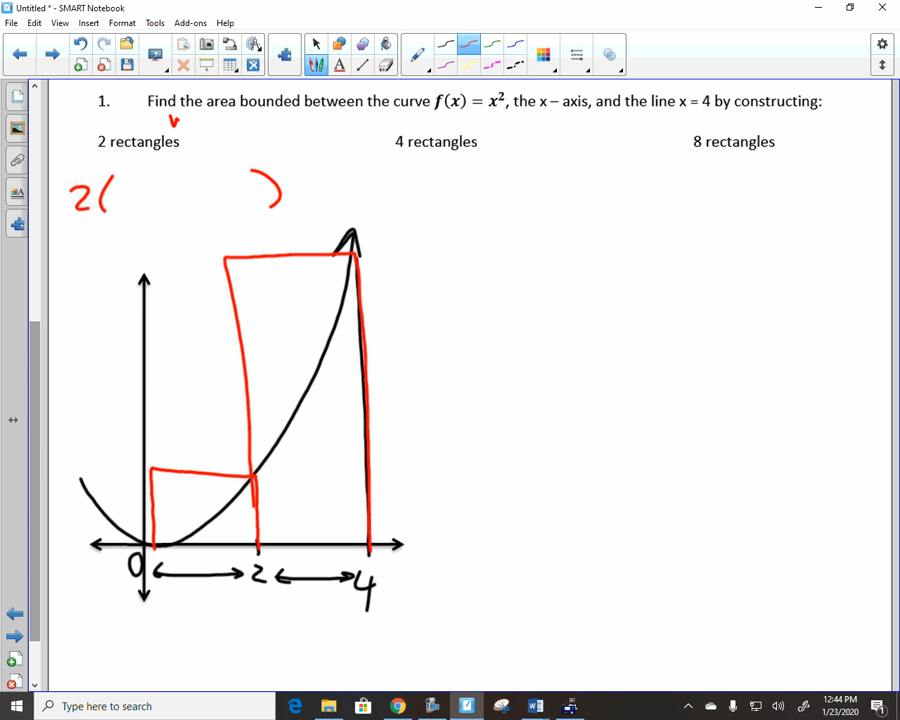 Untitled * - SMART Notebook
File Edit View Insert Format Tools Add-ons Help
1. Find the area bounded between the curve f(x) = x², the x – axis, and the line x = 4 by constructing:
2 rectangles 4 rectangles 8 rectangles
2( )
0 2 4
Type here to search
12:44 PM
1/23/2020